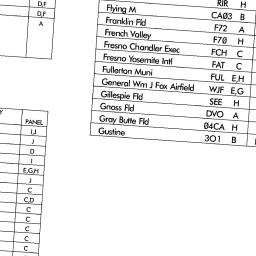 D,F
D,F
A
RIR H
Flying M CA03 B
Franklin Fld F72 A
French Valley F70 H
Fresno Chandler Exec FCH C
Fresno Yosemite Intl FAT C
Fullerton Muni FUL E,H
General Wm J Fox Airfield WJF E,G
Gillespie Fld SEE H
Gnoss Fld DVO A
Gray Butte Fld 04CA H
Gustine 3O1 B
Y PANEL
I,J
J
D
I
E,G,H
J
C
C,D
C
C
C
C
C